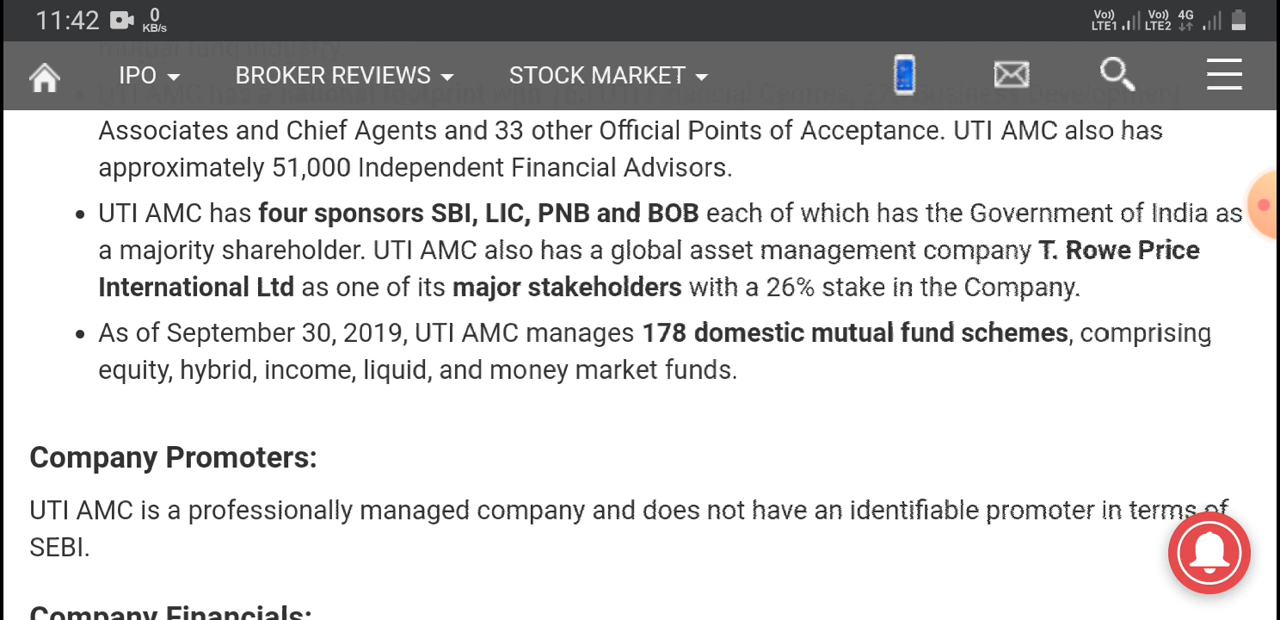 11:42 0 KB/s Vo) LTE1 Vo) LTE2 4G
mutual fund industry.
IPO BROKER REVIEWS STOCK MARKET
Associates and Chief Agents and 33 other Official Points of Acceptance. UTI AMC also has
approximately 51,000 Independent Financial Advisors.
• UTI AMC has four sponsors SBI, LIC, PNB and BOB each of which has the Government of India as
a majority shareholder. UTI AMC also has a global asset management company T. Rowe Price
International Ltd as one of its major stakeholders with a 26% stake in the Company.
• As of September 30, 2019, UTI AMC manages 178 domestic mutual fund schemes, comprising
equity, hybrid, income, liquid, and money market funds.
Company Promoters:
UTI AMC is a professionally managed company and does not have an identifiable promoter in terms of
SEBI.
Company Financials: